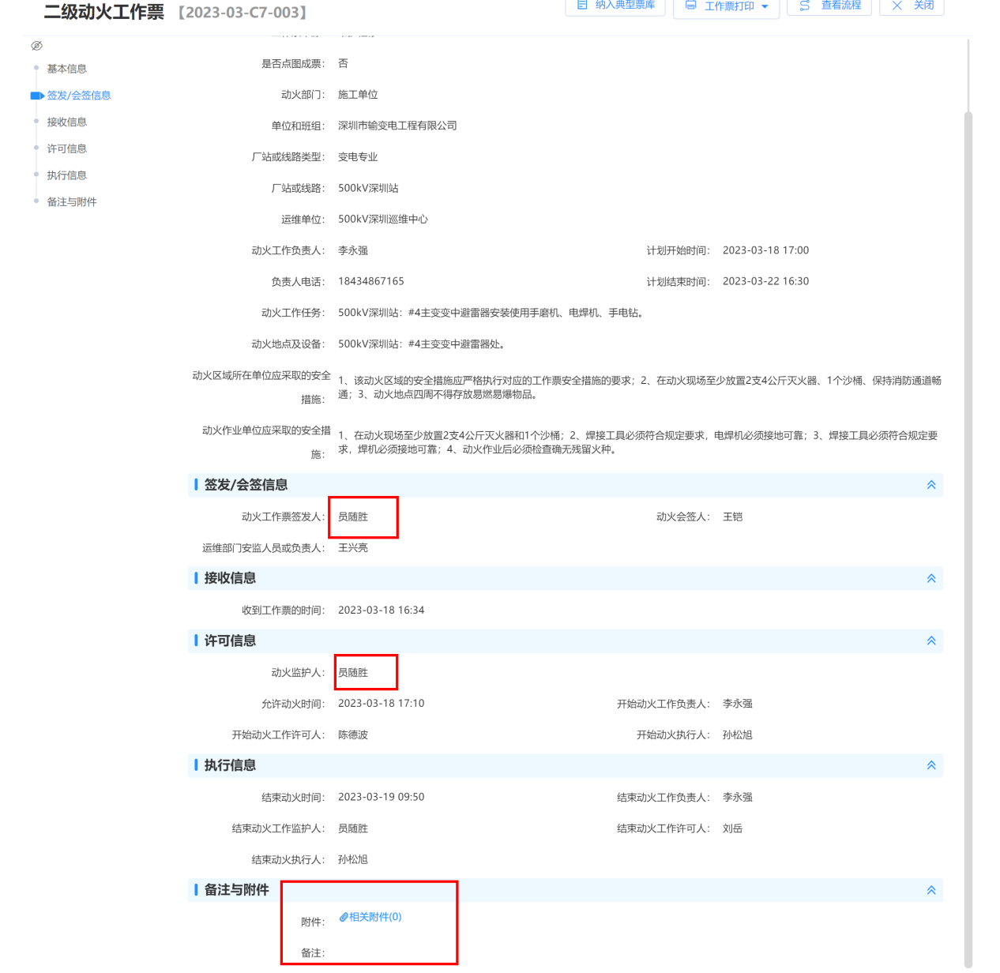 二级动火工作票 【2023-03-C7-003】
纳入典型票库 工作票打印 查看流程 关闭
基本信息
签发/会签信息
接收信息
许可信息
执行信息
备注与附件
是否点图成票: 否
动火部门: 施工单位
单位和班组: 深圳市输变电工程有限公司
厂站或线路类型: 变电专业
厂站或线路: 500kV深圳站
运维单位: 500kV深圳巡维中心
动火工作负责人: 李永强 计划开始时间: 2023-03-18 17:00
负责人电话: 18434867165 计划结束时间: 2023-03-22 16:30
动火工作任务: 500kV深圳站：#4主变变中避雷器安装使用手磨机、电焊机、手电钻。
动火地点及设备: 500kV深圳站：#4主变变中避雷器处。
动火区域所在单位应采取的安全
措施:
1、该动火区域的安全措施应严格执行对应的工作票安全措施的要求；2、在动火现场至少放置2支4公斤灭火器、1个沙桶、保持消防通道畅
通；3、动火地点四周不得存放易燃易爆物品。
动火作业单位应采取的安全措
施:
1、在动火现场至少放置2支4公斤灭火器和1个沙桶；2、焊接工具必须符合规定要求，电焊机必须接地可靠；3、焊接工具必须符合规定要
求，焊机必须接地可靠；4、动火作业后必须检查确无残留火种。
签发/会签信息
动火工作票签发人: 员随胜 动火会签人: 王铠
运维部门安监人员或负责人: 王兴亮
接收信息
收到工作票的时间: 2023-03-18 16:34
许可信息
动火监护人: 员随胜
允许动火时间: 2023-03-18 17:10 开始动火工作负责人: 李永强
开始动火工作许可人: 陈德波 开始动火执行人: 孙松旭
执行信息
结束动火时间: 2023-03-19 09:50 结束动火工作负责人: 李永强
结束动火工作监护人: 员随胜 结束动火工作许可人: 刘岳
结束动火执行人: 孙松旭
备注与附件
附件: 相关附件(0)
备注: